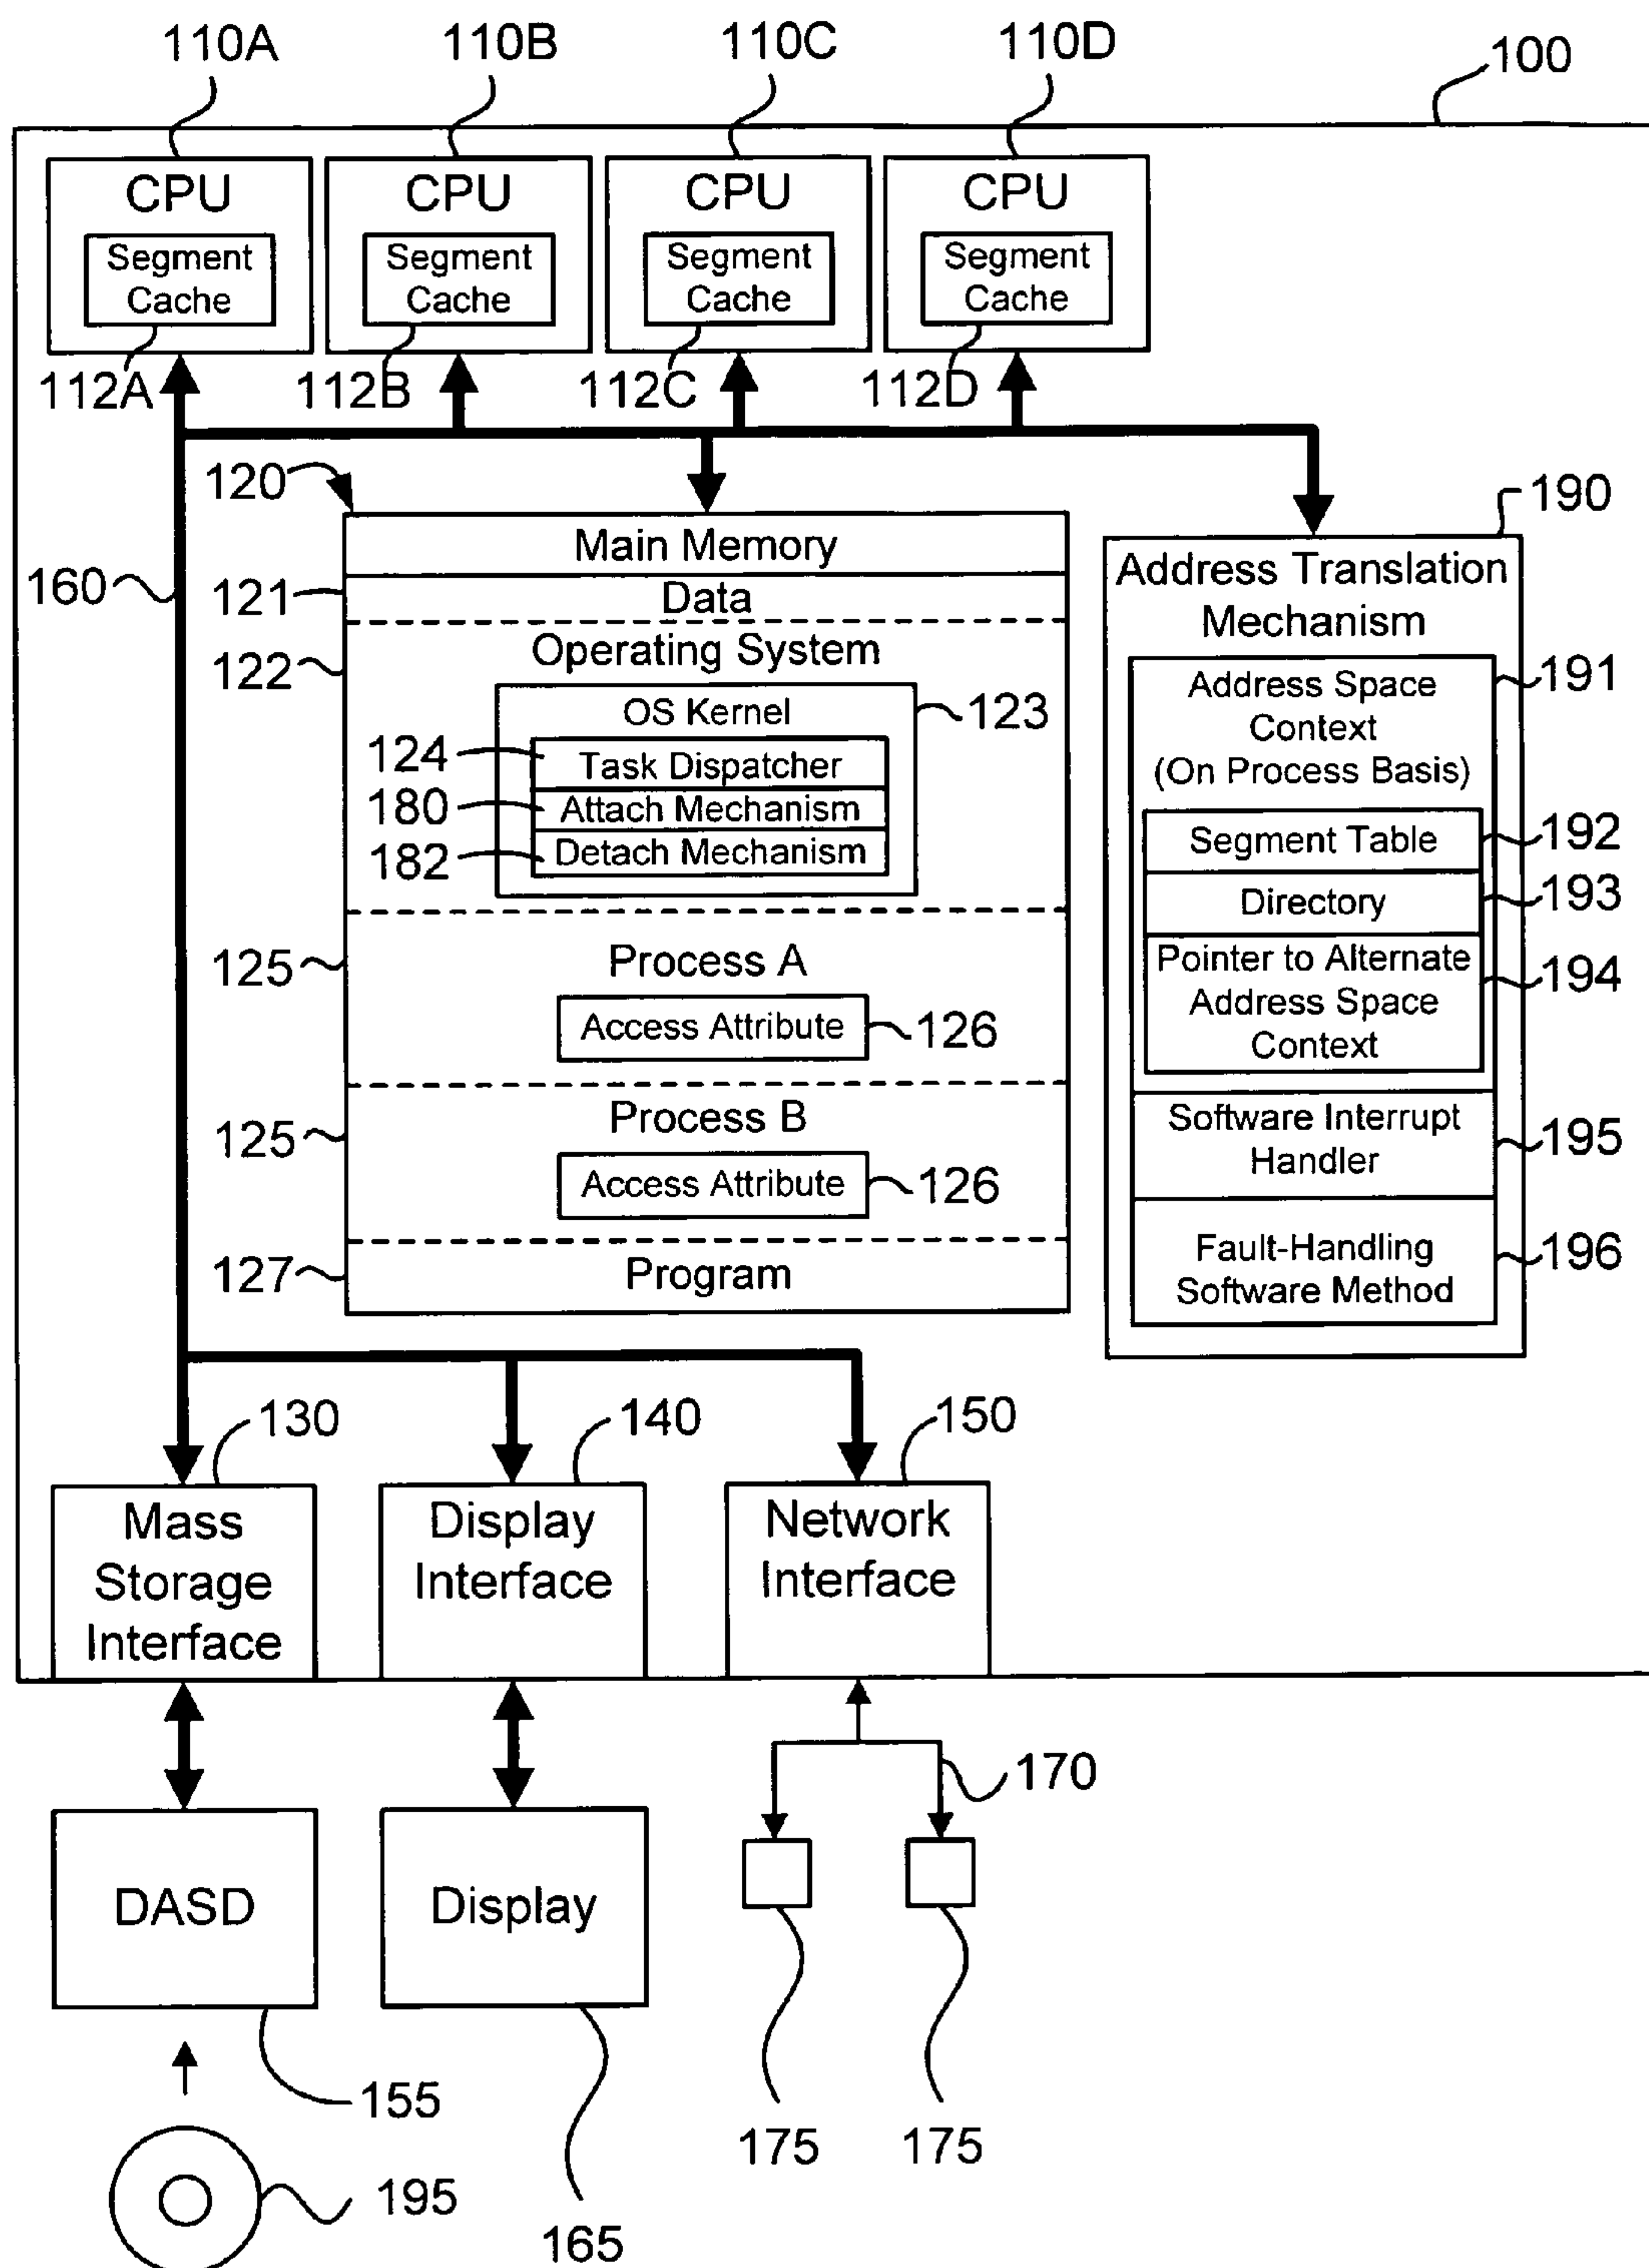 110A
110B
110C
110D
100
CPU
Segment
Cache
CPU
Segment
Cache
CPU
Segment
Cache
CPU
Segment
Cache
112A
112B
112C
112D
120
160
Main Memory
121
Data
122
Operating System
OS Kernel
123
124
Task Dispatcher
180
Attach Mechanism
182
Detach Mechanism
125
Process A
Access Attribute
126
125
Process B
Access Attribute
126
127
Program
190
Address Translation
Mechanism
Address Space
Context
(On Process Basis)
191
Segment Table
192
Directory
193
Pointer to Alternate
Address Space
Context
194
Software Interrupt
Handler
195
Fault-Handling
Software Method
196
130
140
150
Mass
Storage
Interface
Display
Interface
Network
Interface
170
DASD
Display
155
165
175
175
195